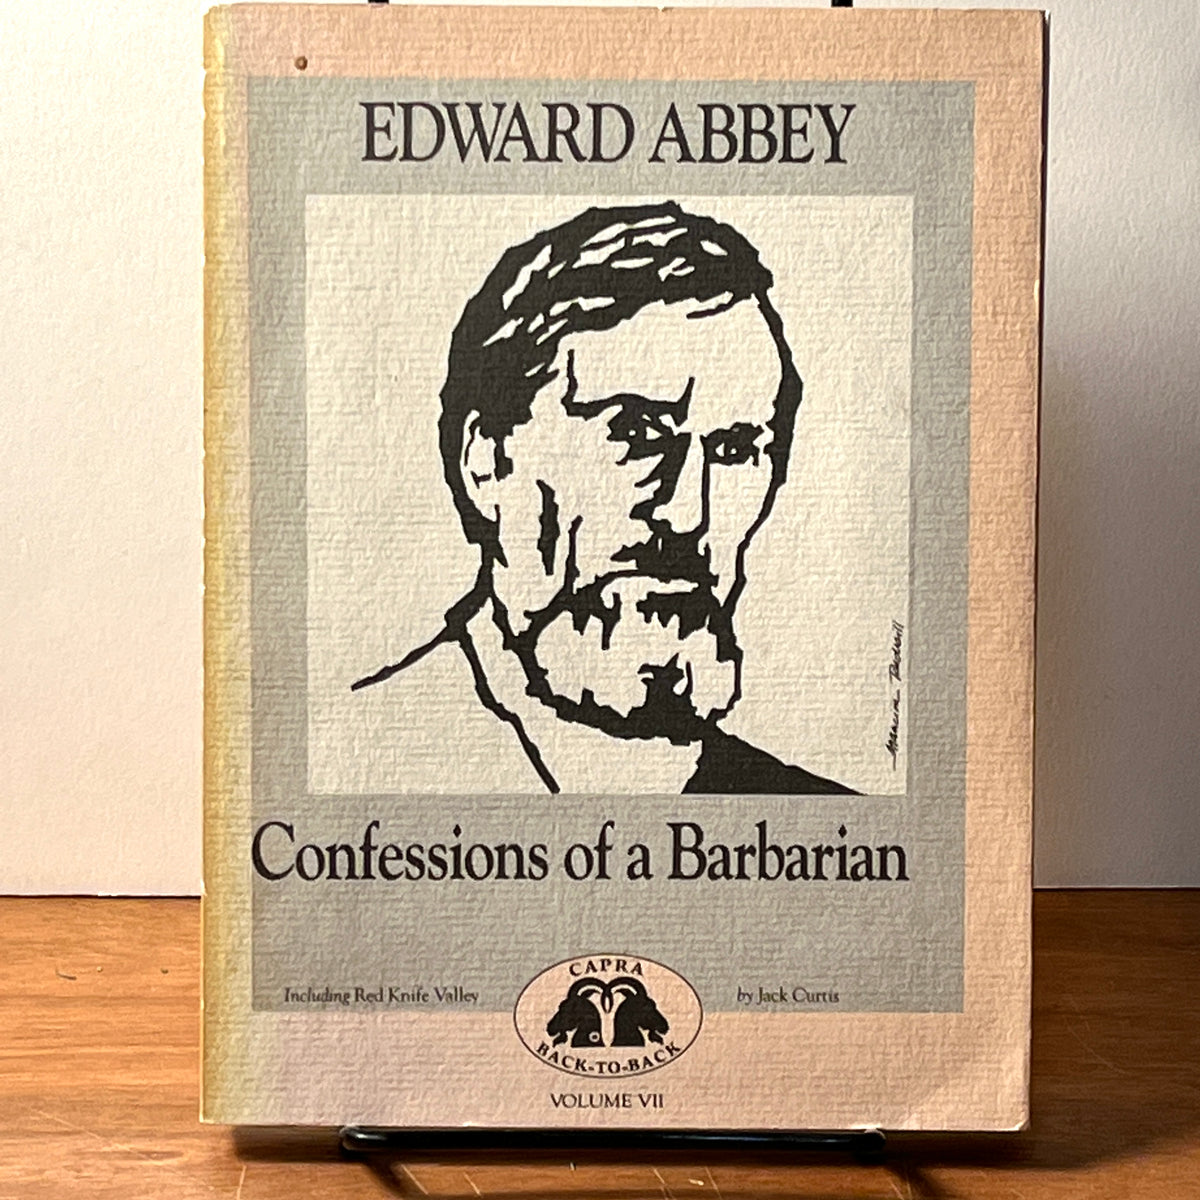 EDWARD ABBEY
Confessions of a Barbarian
Including Red Knife Valley
by Jack Curtis
CAPRA
BACK-TO-BACK
VOLUME VII